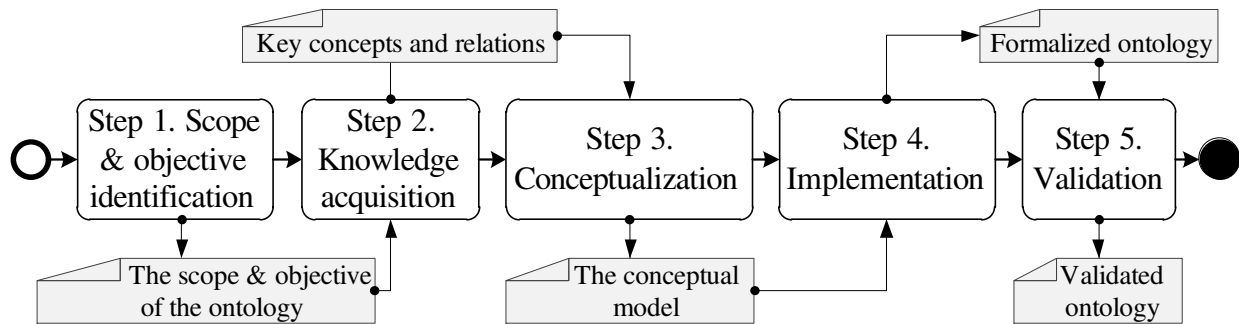 Key concepts and relations
Formalized ontology
Step 1. Scope
& objective
identification
Step 2.
Knowledge
acquisition
Step 3.
Conceptualization
Step 4.
Implementation
Step 5.
Validation
The scope & objective
of the ontology
The conceptual
model
Validated
ontology